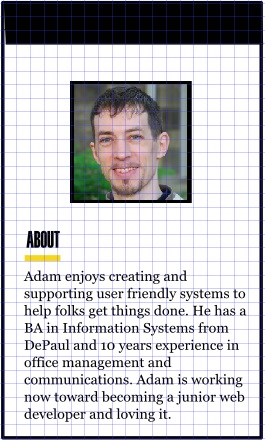 ABOUT
Adam enjoys creating and
supporting user friendly systems to
help folks get things done. He has a
BA in Information Systems from
DePaul and 10 years experience in
office management and
communications. Adam is working
now toward becoming a junior web
developer and loving it.